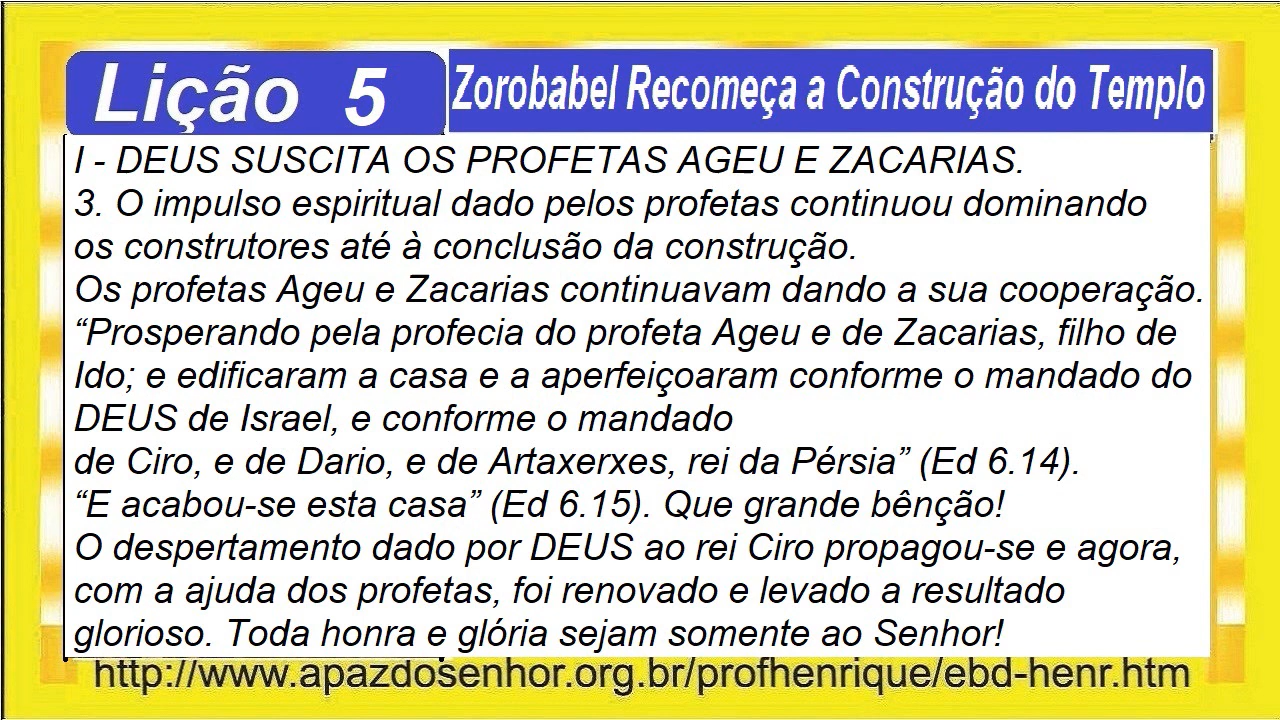 Lição 5
Zorobabel Recomeça a Construção do Templo
I - DEUS SUSCITA OS PROFETAS AGEU E ZACARIAS.
3. O impulso espiritual dado pelos profetas continuou dominando
os construtores até à conclusão da construção.
Os profetas Ageu e Zacarias continuavam dando a sua cooperação.
“Prosperando pela profecia do profeta Ageu e de Zacarias, filho de
Ido; e edificaram a casa e a aperfeiçoaram conforme o mandado do
DEUS de Israel, e conforme o mandado
de Ciro, e de Dario, e de Artaxerxes, rei da Pérsia” (Ed 6.14).
“E acabou-se esta casa” (Ed 6.15). Que grande bênção!
O despertamento dado por DEUS ao rei Ciro propagou-se e agora,
com a ajuda dos profetas, foi renovado e levado a resultado
glorioso. Toda honra e glória sejam somente ao Senhor!
http://www.apazdosenhor.org.br/profhenrique/ebd-henr.htm